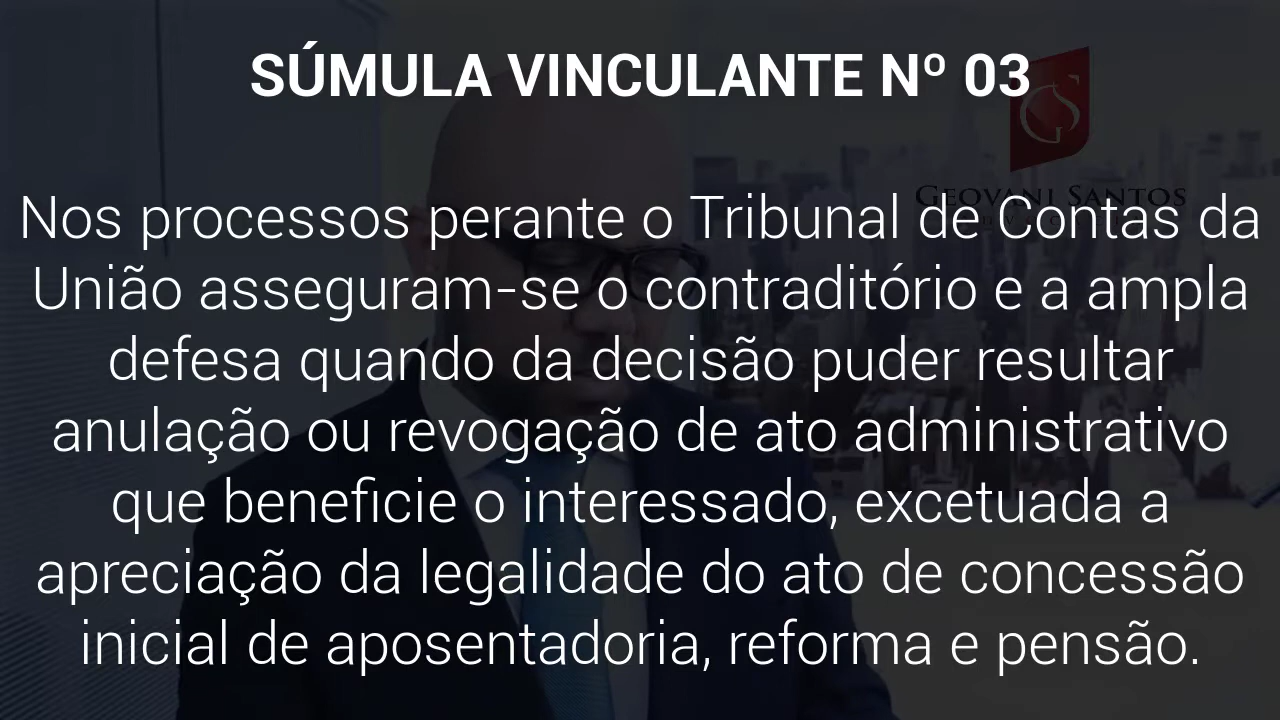 SÚMULA VINCULANTE Nº 03
GS
GEOVANI SANTOS
Nos processos perante o Tribunal de Contas da
União asseguram-se o contraditório e a ampla
defesa quando da decisão puder resultar
anulação ou revogação de ato administrativo
que beneficie o interessado, excetuada a
apreciação da legalidade do ato de concessão
inicial de aposentadoria, reforma e pensão.